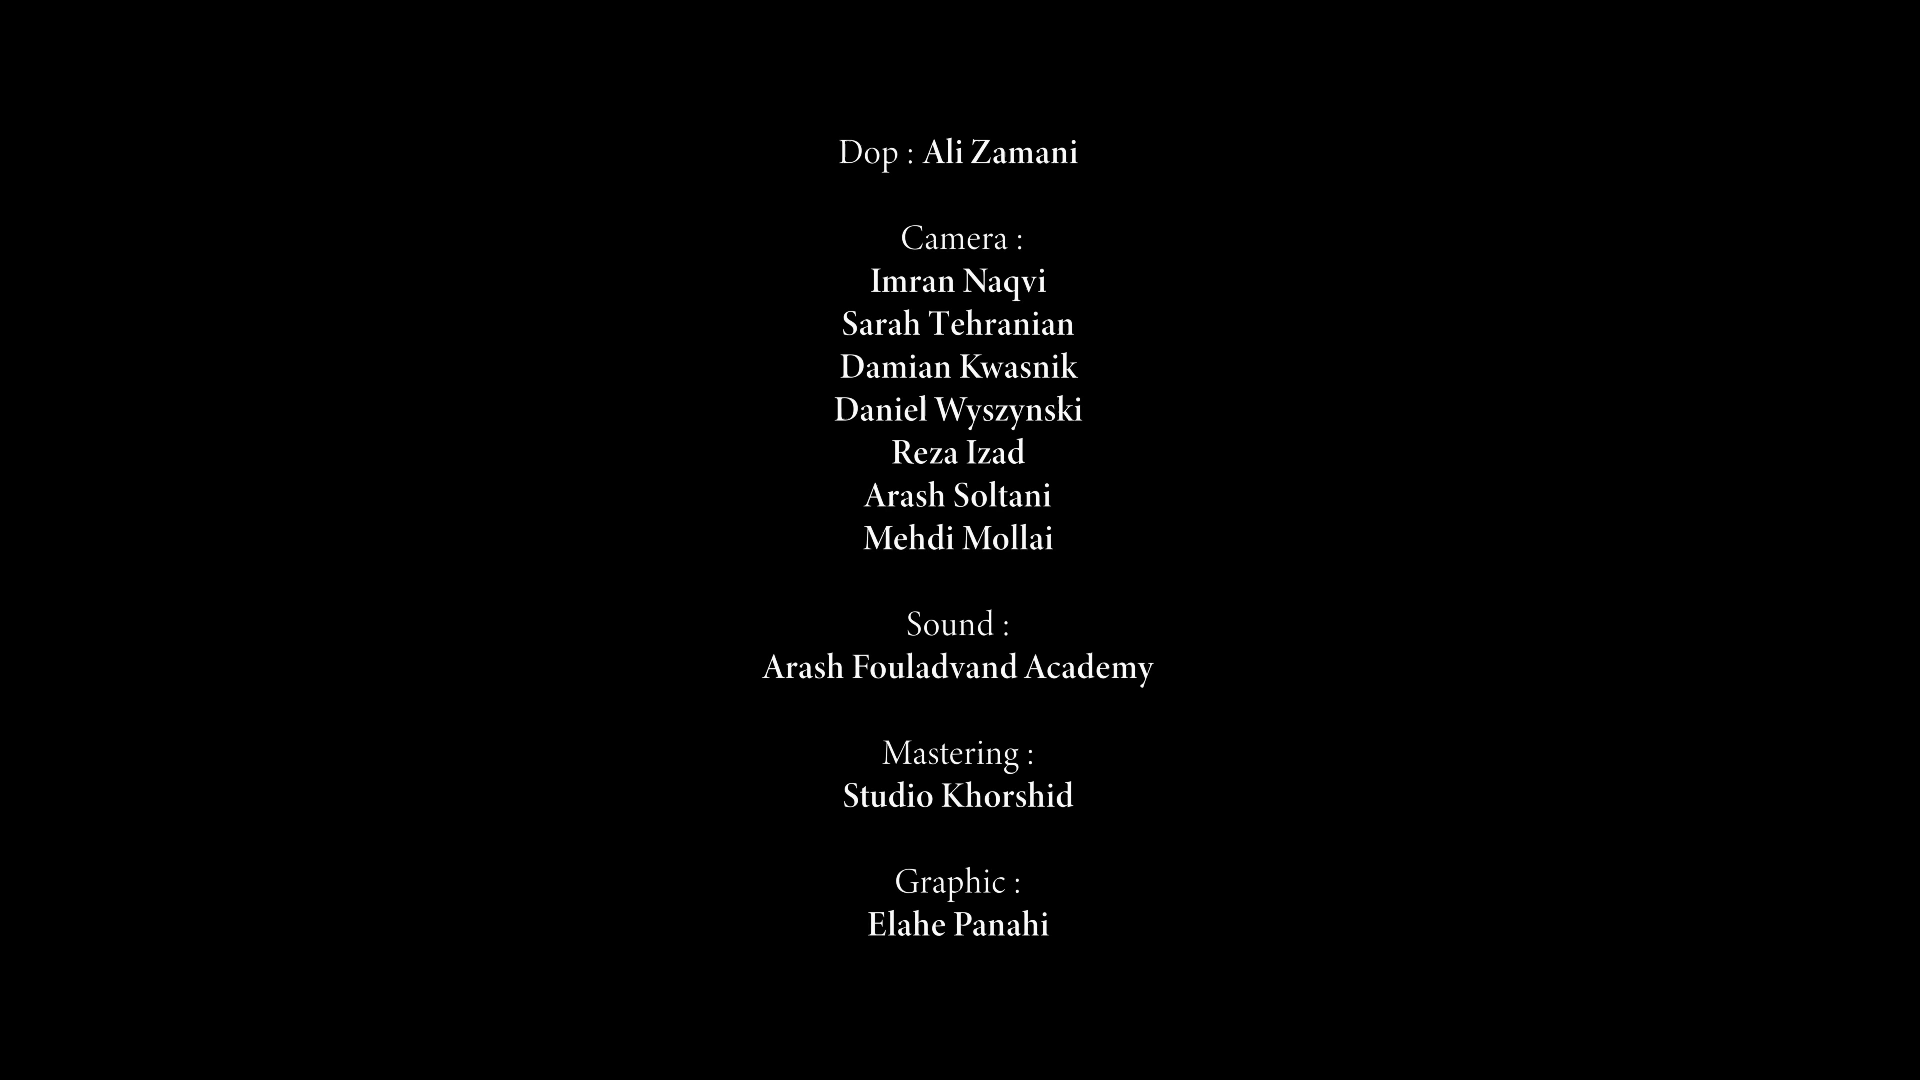 Dop : Ali Zamani
Camera :
Imran Naqvi
Sarah Tehranian
Damian Kwasnik
Daniel Wyszynski
Reza Izad
Arash Soltani
Mehdi Mollai
Sound :
Arash Fouladvand Academy
Mastering :
Studio Khorshid
Graphic :
Elahe Panahi